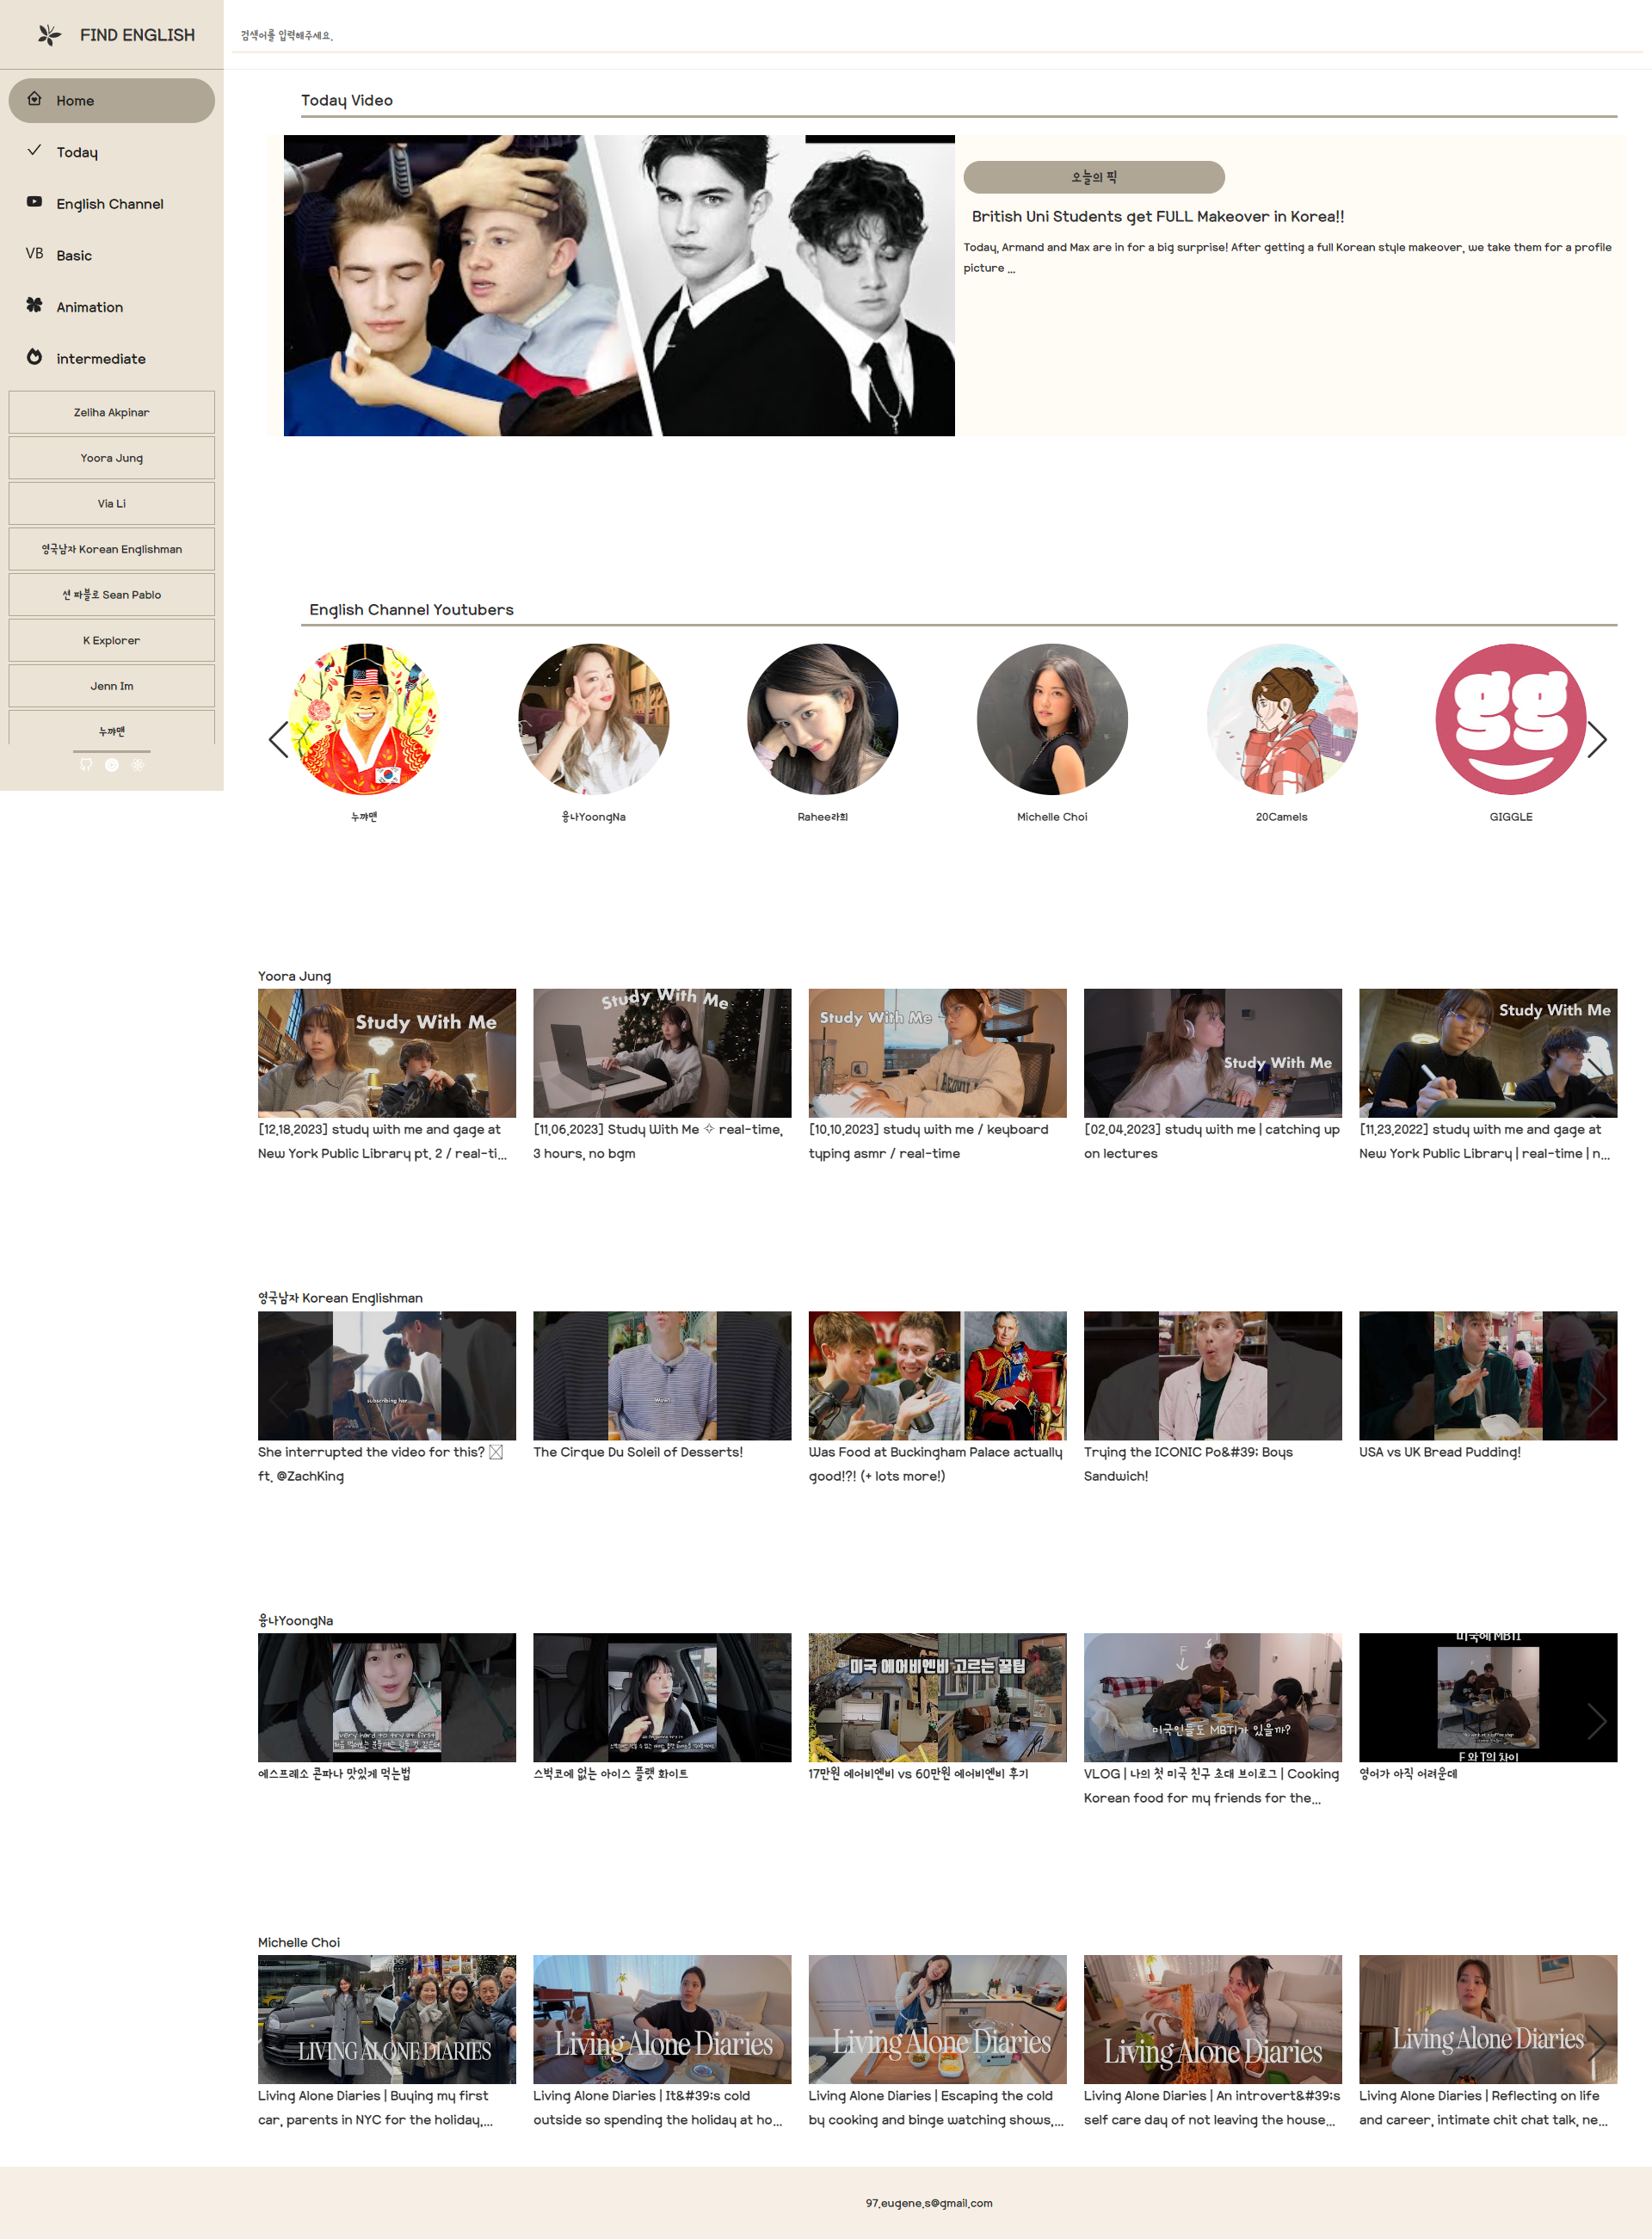 FIND ENGLISH
검색어를 입력해주세요.
Home
Today
English Channel
VB Basic
Animation
intermediate
Zeliha Akpinar
Yoora Jung
Via Li
영국남자 Korean Englishman
션 파블로 Sean Pablo
K Explorer
Jenn Im
누꺄맨
Today Video
오늘의 픽
British Uni Students get FULL Makeover in Korea!!
Today, Armand and Max are in for a big surprise! After getting a full Korean style makeover, we take them for a profile
picture ...
English Channel Youtubers
gg
누꺄맨
융나YoongNa
Rahee라희
Michelle Choi
20Camels
GIGGLE
Yoora Jung
Study With Me
Study With Me
Study With Me
Study With Me
Study With Me
[12.18.2023] study with me and gage at
New York Public Library pt. 2 / real-ti...
[11.06.2023] Study With Me ✧ real-time,
3 hours, no bgm
[10.10.2023] study with me / keyboard
typing asmr / real-time
[02.04.2023] study with me | catching up
on lectures
[11.23.2022] study with me and gage at
New York Public Library | real-time | n...
영국남자 Korean Englishman
subscribing her
Wow!
She interrupted the video for this?
ft. @ZachKing
The Cirque Du Soleil of Desserts!
Was Food at Buckingham Palace actually
good!?! (+ lots more!)
Trying the ICONIC Po&#39; Boys
Sandwich!
USA vs UK Bread Pudding!
융나YoongNa
very hard to try at first
미국 에어비엔비 고르는 꿀팁
F
미국인들도 MBTI가 있을까?
미국에 MBTI
F 와 T의 차이
에스프레소 콘파나 맛있게 먹는법
스벅코에 없는 아이스 플랫 화이트
17만원 에어비엔비 vs 60만원 에어비엔비 후기
VLOG | 나의 첫 미국 친구 초대 브이로그 | Cooking
Korean food for my friends for the...
영어가 아직 어려운데
Michelle Choi
LIVING ALONE DIARIES
Living Alone Diaries
Living Alone Diaries
Living Alone Diaries
Living Alone Diaries
Living Alone Diaries | Buying my first
car, parents in NYC for the holiday,...
Living Alone Diaries | It&#39;s cold
outside so spending the holiday at ho...
Living Alone Diaries | Escaping the cold
by cooking and binge watching shows,...
Living Alone Diaries | An introvert&#39;s
self care day of not leaving the house...
Living Alone Diaries | Reflecting on life
and career, intimate chit chat talk, ne...
97.eugene.s@gmail.com